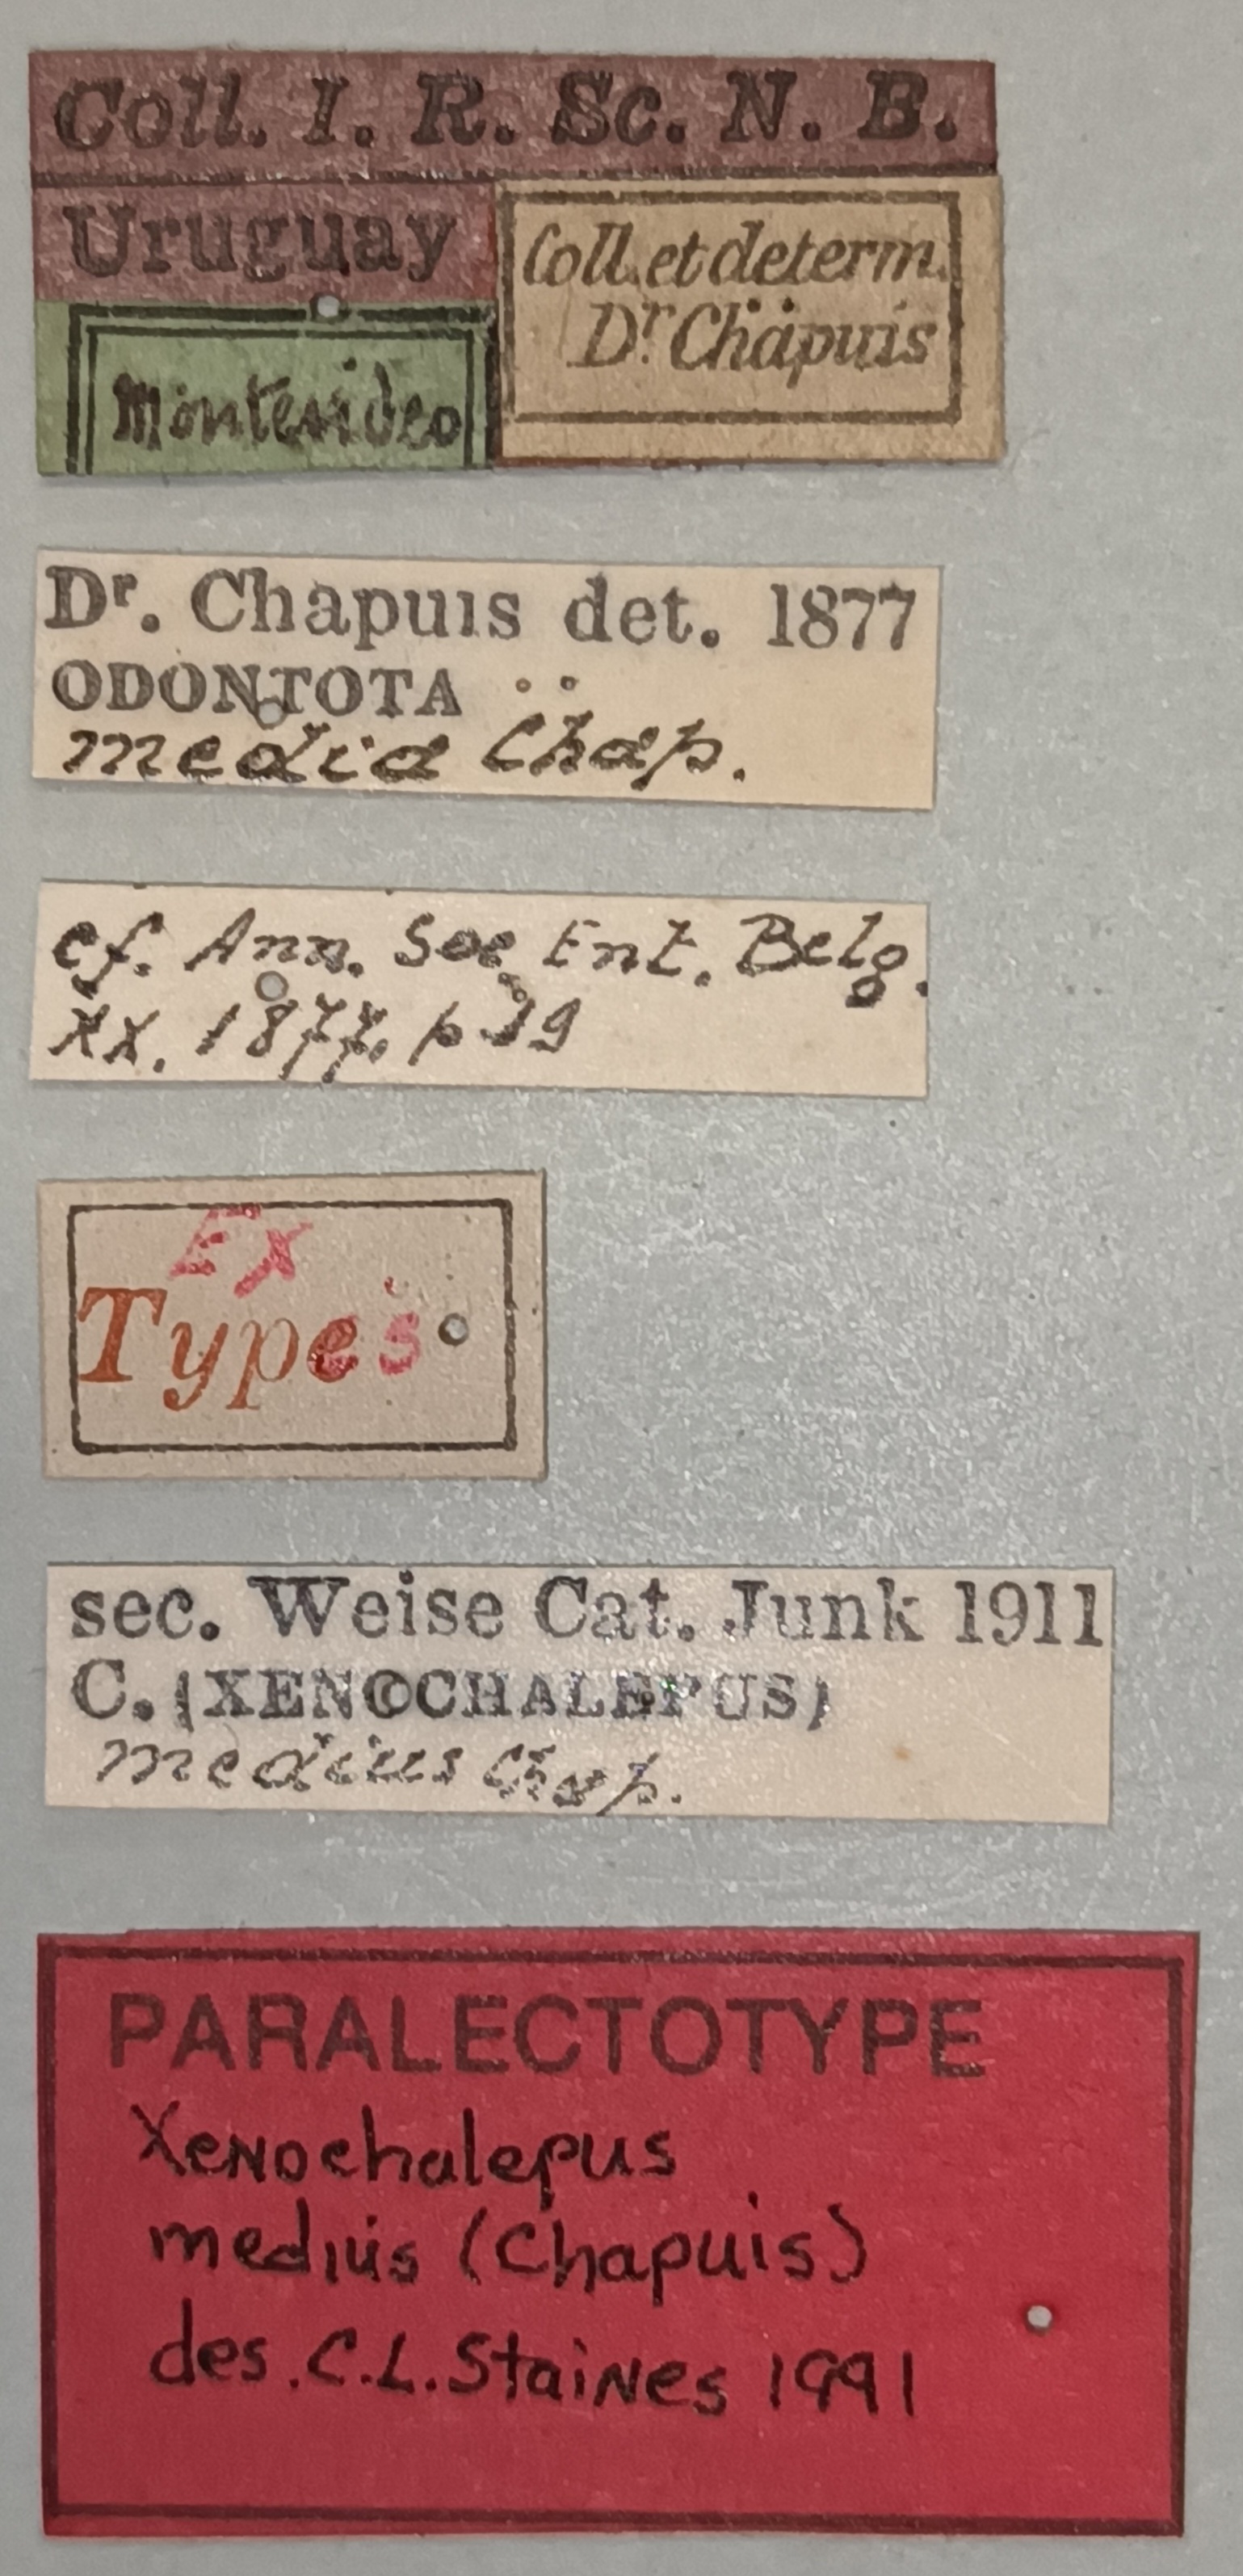 Coll. I. R. Sc. N. B.
Uruguay
Montevideo
Coll. et determ.
Dr. Chapuis
Dr. Chapuis det. 1877
ODONTOTA
media Chap.
cf. Ann. Soc. Ent. Belg.
XX. 1877. p
Ex
Types
sec. Weise Cat. Junk 1911
C. (XENOCHALEPUS)
medius Chap.
PARALECTOTYPE
Xenochalepus
medius (Chapuis)
des. C.L. Staines 1991